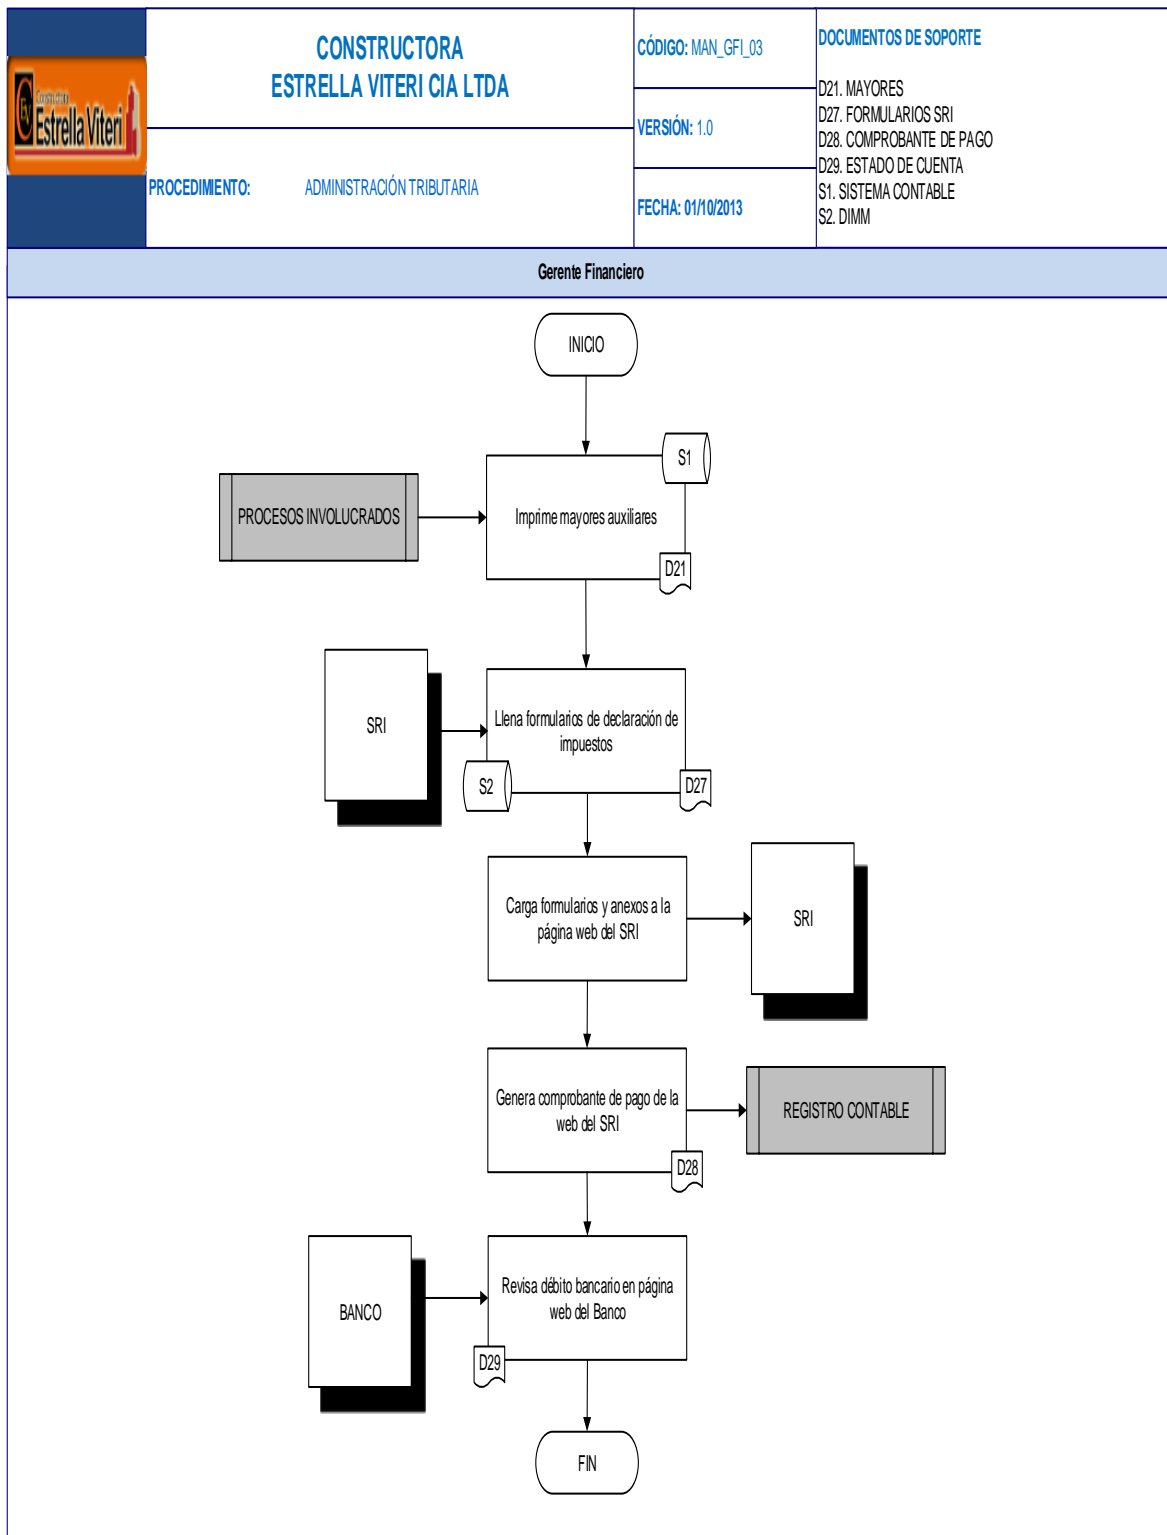 Constructora
EV Estrella Viteri
CONSTRUCTORA
ESTRELLA VITERI CIA LTDA
PROCEDIMIENTO: ADMINISTRACIÓN TRIBUTARIA
CÓDIGO: MAN_GFI_03
VERSIÓN: 1.0
FECHA: 01/10/2013
DOCUMENTOS DE SOPORTE
D21. MAYORES
D27. FORMULARIOS SRI
D28. COMPROBANTE DE PAGO
D29. ESTADO DE CUENTA
S1. SISTEMA CONTABLE
S2. DIMM
Gerente Financiero
INICIO
S1
PROCESOS INVOLUCRADOS
Imprime mayores auxiliares
D21
SRI
Llena formularios de declaración de
impuestos
S2
D27
Carga formularios y anexos a la
página web del SRI
SRI
Genera comprobante de pago de la
web del SRI
REGISTRO CONTABLE
D28
BANCO
Revisa débito bancario en página
web del Banco
D29
FIN